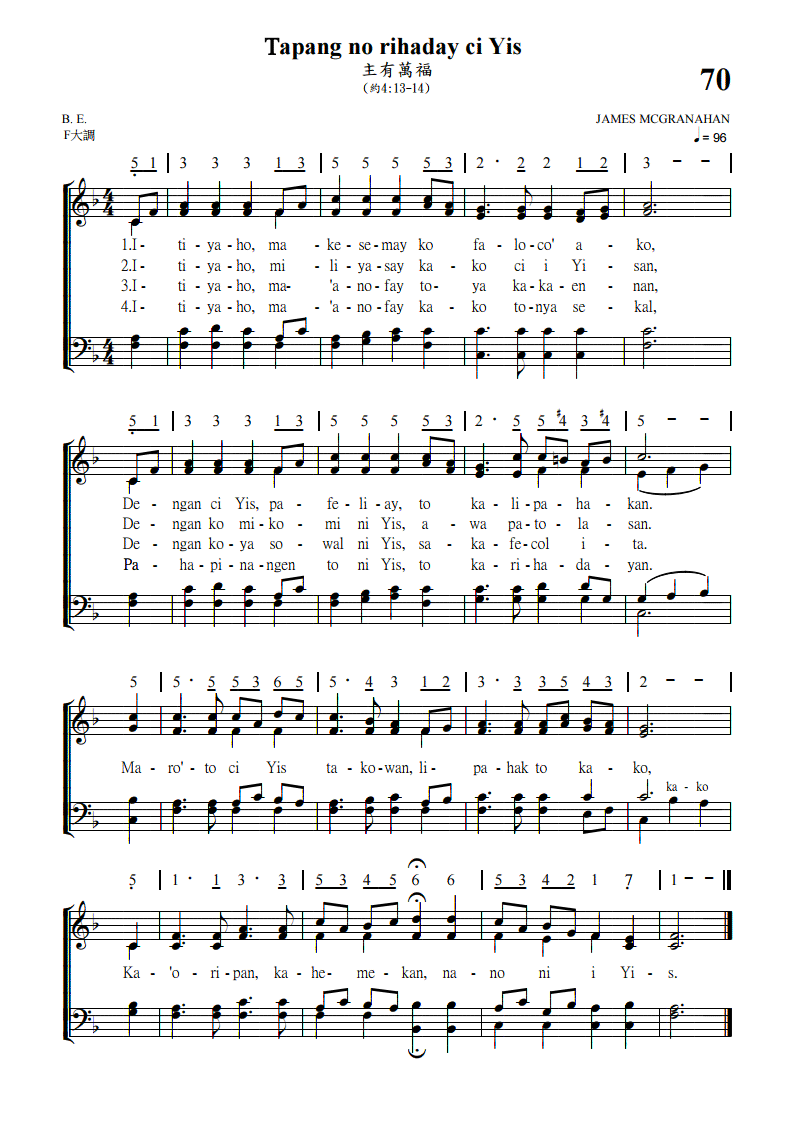 Tapang no rihaday ci Yis
主有萬福
(約4:13-14)
70
B. E.
JAMES MCGRANAHAN
F大調
♩= 96
5 1 | 3 3 3 1 3 | 5 5 5 5 3 | 2 · 2 2 1 2 | 3 – – |
1.I- ti-ya-ho, ma- ke-se-may ko fa-lo-co' a-ko,
2.I- ti-ya-ho, mi-li-ya-say ka-ko ci i Yi-san,
3.I- ti-ya-ho, ma- 'a-no-fay to-ya ka-ka-en-nan,
4.I- ti-ya-ho, ma-'a-no-fay ka-ko to-nya se-kal,
5 1 | 3 3 3 1 3 | 5 5 5 5 3 | 2 · 5 5 #4 3 #4 | 5 – – |
De-ngan ci Yis, pa-fe-li-ay, to ka-li-pa-ha-kan.
De-ngan ko mi-ko-mi ni Yis, a-wa pa-to-la-san.
De-ngan ko-ya so-wal ni Yis, sa-ka-fe-col i-ta.
Pa-ha-pi-na-ngen to ni Yis, to ka-ri-ha-da-yan.
5 | 5 · 5 5 3 6 5 | 5 · 4 3 1 2 | 3 · 3 3 5 4 3 | 2 – – |
Ma-ro'-to ci Yis ta-ko-wan, li-pa-hak to ka-ko,
ka-ko
5 | 1 · 1 3 · 3 | 5 3 4 5 6 6 | 5 3 4 2 1 7 | 1 – –
Ka-'o-ri-pan, ka-he-me-kan, na-no ni i Yi-s.